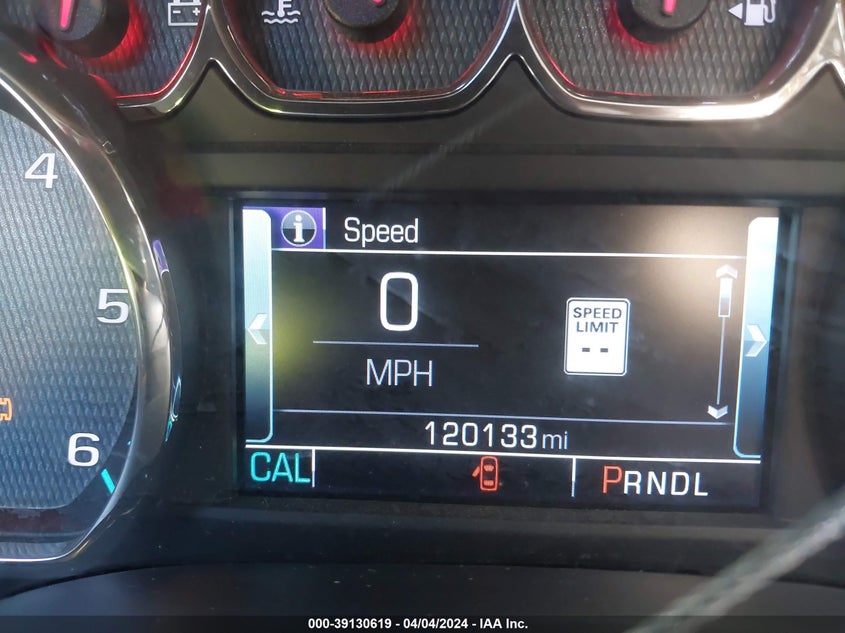 4
5
6
Speed
0
MPH
SPEED
LIMIT
--
120133 mi
CAL
PRNDL
000-39130619 - 04/04/2024 - IAA Inc.